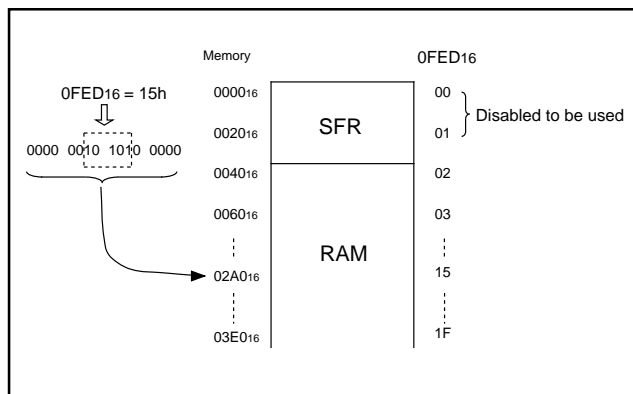 Memory 0FED16
0FED16 = 15h
000016 00
SFR
Disabled to be used
002016 01
0000 0010 1010 0000
004016 02
006016 03
RAM
02A016 15
03E016 1F